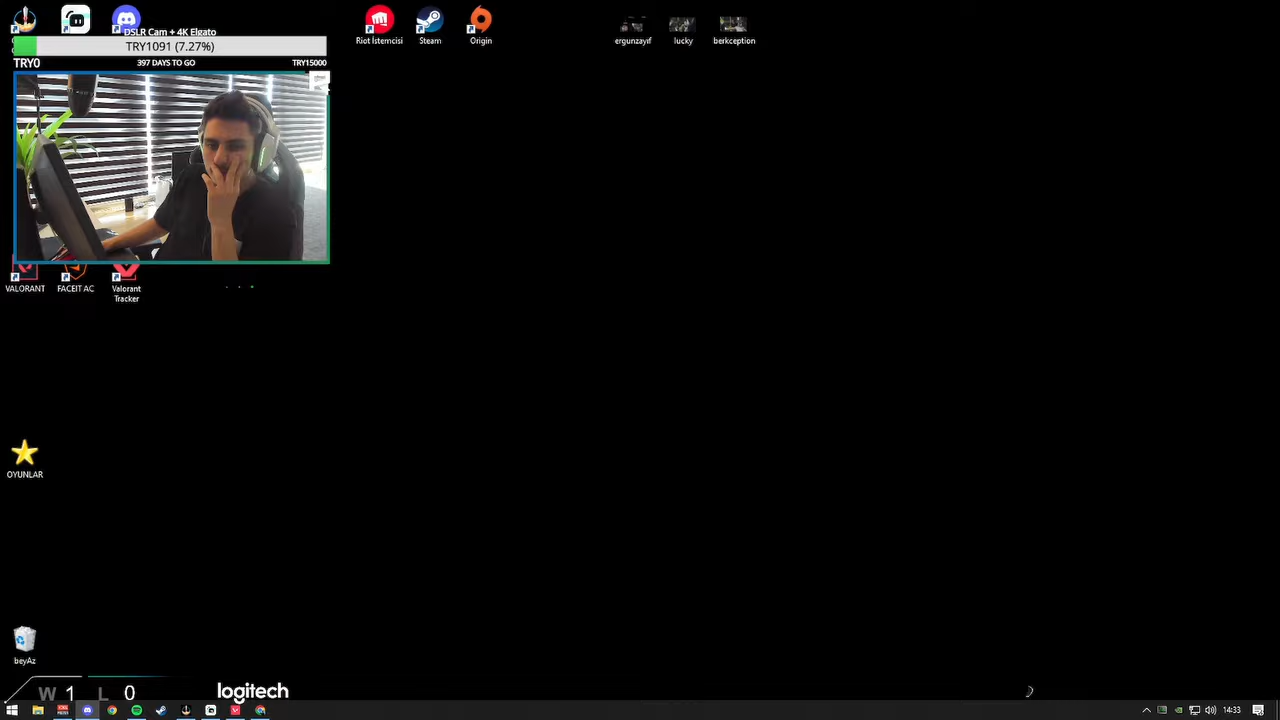 DSLR Cam + 4K Elgato
TRY1091 (7.27%)
TRY0 397 DAYS TO GO TRY15000
Riot İstemcisi
Steam
Origin
ergunzayıf
lucky
berkception
VALORANT
FACEIT AC
Valorant
Tracker
OYUNLAR
beyAz
W 1 L 0
logitech
14:33